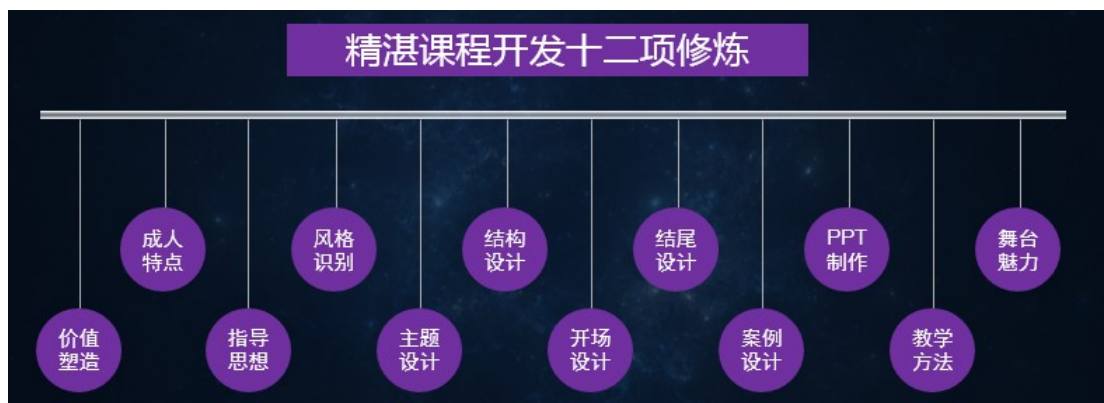 精湛课程开发十二项修炼
价值
塑造
成人
特点
指导
思想
风格
识别
主题
设计
结构
设计
开场
设计
结尾
设计
案例
设计
PPT
制作
教学
方法
舞台
魅力